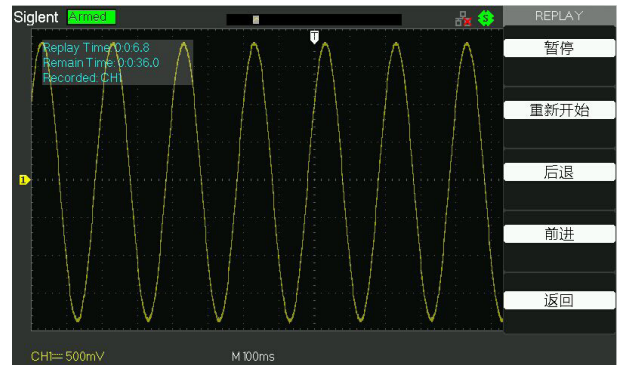 Siglent Armed
REPLAY
T
Replay Time:0:0:6.8
Remain Time:0:0:36.0
Recorded: CH1
1
暂停
重新开始
后退
前进
返回
CH1 500mV
M 100ms
S